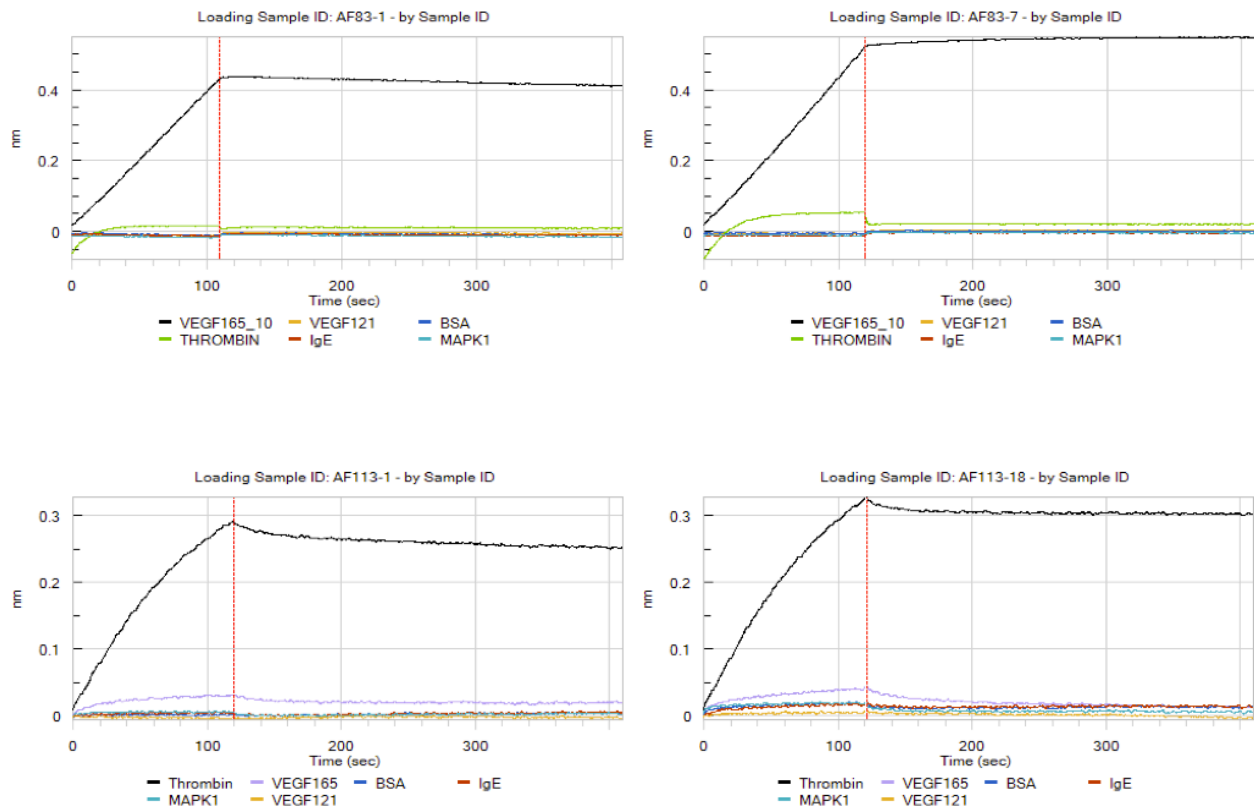 Loading Sample ID: AF83-1 - by Sample ID
nm
0.4
0.2
0
0 100 200 300
Time (sec)
VEGF165_10 VEGF121 BSA
THROMBIN IgE MAPK1
Loading Sample ID: AF83-7 - by Sample ID
nm
0.4
0.2
0
0 100 200 300
Time (sec)
VEGF165_10 VEGF121 BSA
THROMBIN IgE MAPK1
Loading Sample ID: AF113-1 - by Sample ID
nm
0.3
0.2
0.1
0
0 100 200 300
Time (sec)
Thrombin VEGF165 BSA IgE
MAPK1 VEGF121
Loading Sample ID: AF113-18 - by Sample ID
nm
0.3
0.2
0.1
0
0 100 200 300
Time (sec)
Thrombin VEGF165 BSA IgE
MAPK1 VEGF121